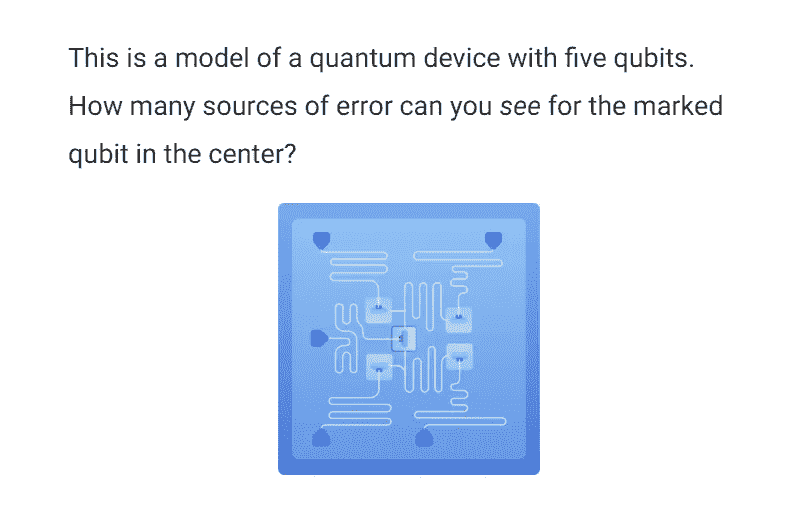 This is a model of a quantum device with five qubits.
How many sources of error can you see for the marked
qubit in the center?